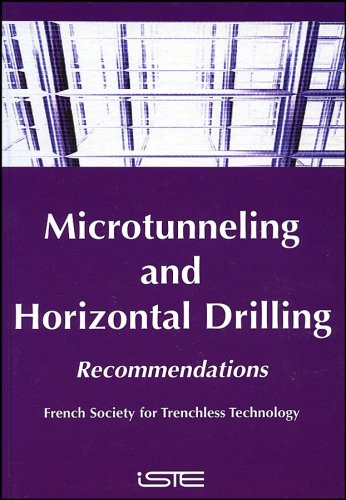 Microtunneling
and
Horizontal Drilling
Recommendations
French Society for Trenchless Technology
iSTE